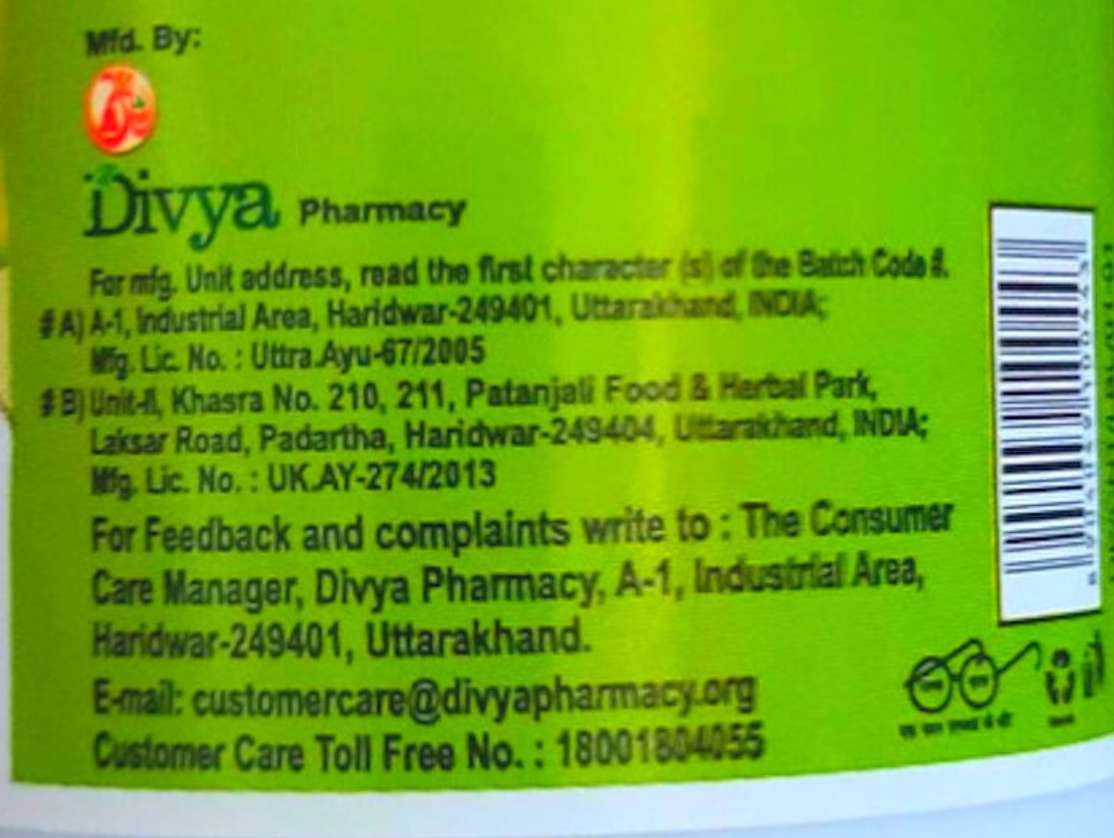 Mfd. By:
Divya Pharmacy
For mfg. Unit address, read the first character (s) of the Batch Code #.
# A) A-1, Industrial Area, Haridwar-249401, Uttarakhand, INDIA;
Mfg. Lic. No. : Uttra.Ayu-67/2005
# B) Unit-II, Khasra No. 210, 211, Patanjali Food & Herbal Park,
Laksar Road, Padartha, Haridwar-249404, Uttarakhand, INDIA;
Mfg. Lic. No. : UK.AY-274/2013
For Feedback and complaints write to : The Consumer
Care Manager, Divya Pharmacy, A-1, Industrial Area,
Haridwar-249401, Uttarakhand.
E-mail: customercare@divyapharmacy.org
Customer Care Toll Free No. : 18001804055